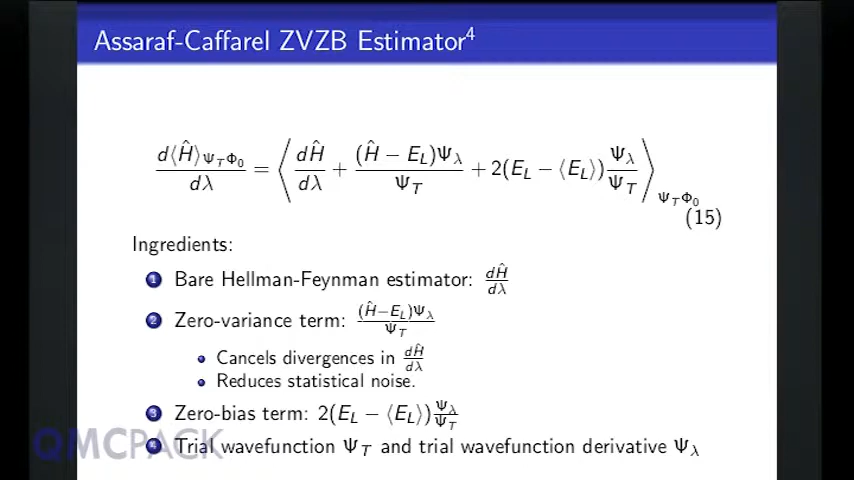 Assaraf-Caffarel ZVZB Estimator⁴
d⟨Ĥ⟩_{Ψ_TΦ₀}/dλ = ⟨ dĤ/dλ + (Ĥ − E_L)Ψ_λ/Ψ_T + 2(E_L − ⟨E_L⟩) Ψ_λ/Ψ_T ⟩_{Ψ_TΦ₀}
(15)
Ingredients:
1 Bare Hellman-Feynman estimator: dĤ/dλ
2 Zero-variance term: (Ĥ−E_L)Ψ_λ/Ψ_T
• Cancels divergences in dĤ/dλ
• Reduces statistical noise.
3 Zero-bias term: 2(E_L − ⟨E_L⟩)Ψ_λ/Ψ_T
4 Trial wavefunction Ψ_T and trial wavefunction derivative Ψ_λ
QMCPACK